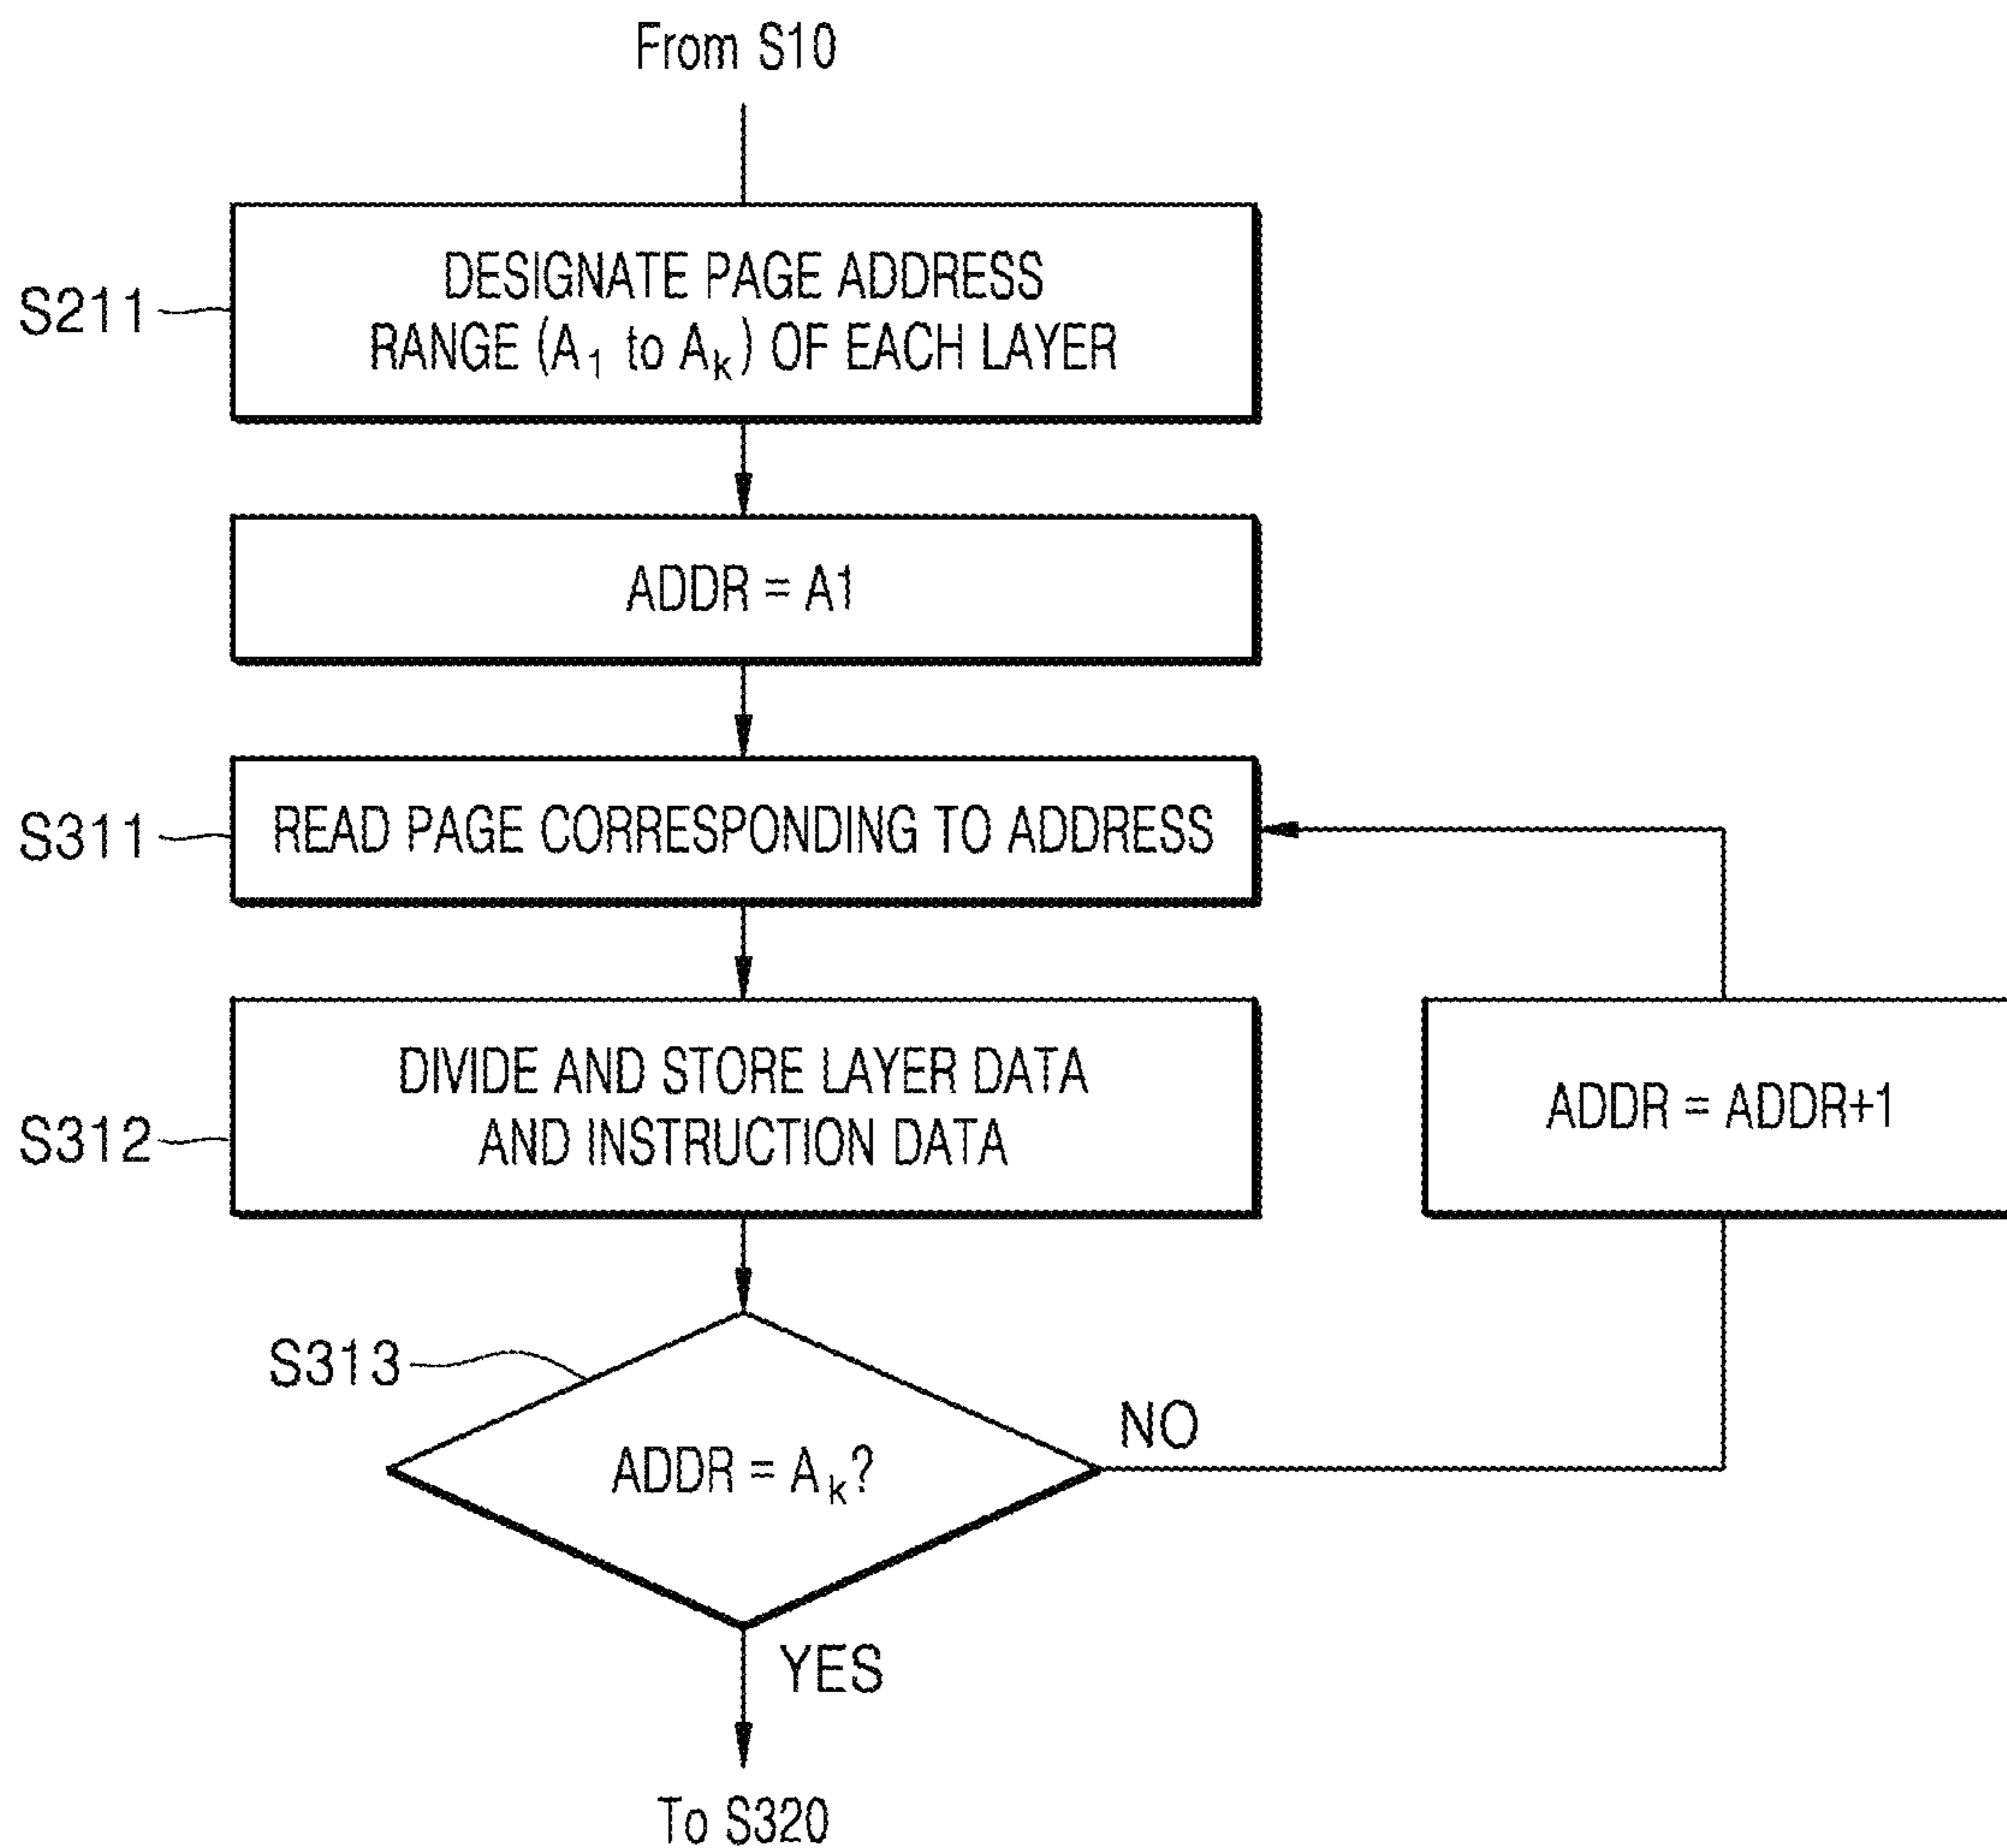 From S10
S211
DESIGNATE PAGE ADDRESS
RANGE (A₁ to Aₖ) OF EACH LAYER
ADDR = A1
S311
READ PAGE CORRESPONDING TO ADDRESS
S312
DIVIDE AND STORE LAYER DATA
AND INSTRUCTION DATA
ADDR = ADDR+1
S313
ADDR = Aₖ?
NO
YES
To S320